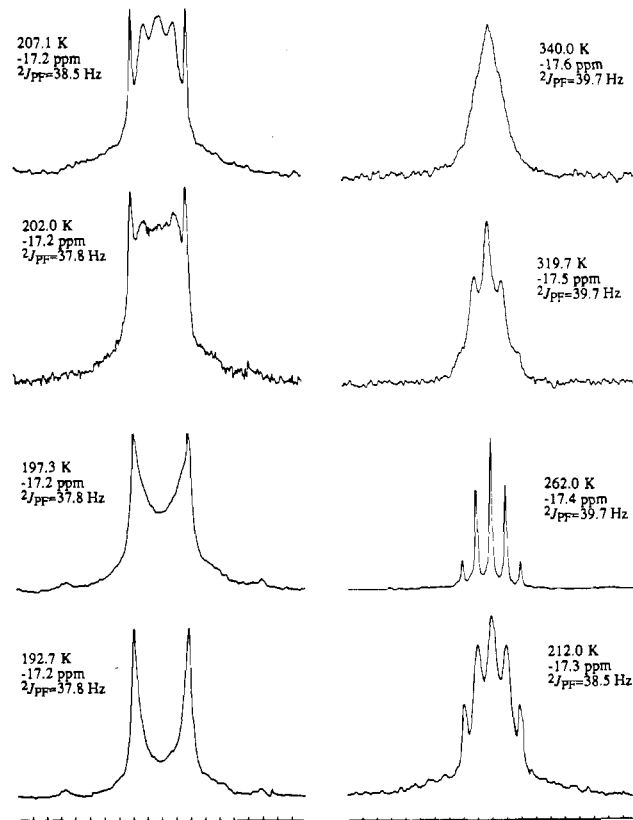 207.1 K
-17.2 ppm
²JPF=38.5 Hz
202.0 K
-17.2 ppm
²JPF=37.8 Hz
197.3 K
-17.2 ppm
²JPF=37.8 Hz
192.7 K
-17.2 ppm
²JPF=37.8 Hz
340.0 K
-17.6 ppm
²JPF=39.7 Hz
319.7 K
-17.5 ppm
²JPF=39.7 Hz
262.0 K
-17.4 ppm
²JPF=39.7 Hz
212.0 K
-17.3 ppm
²JPF=38.5 Hz